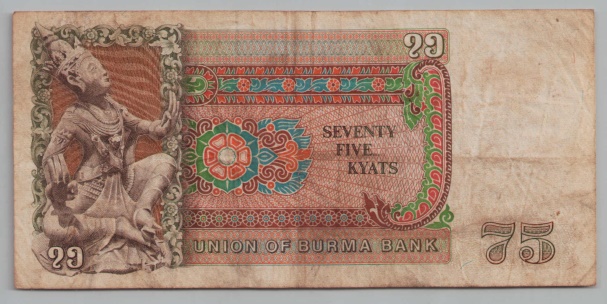 ၇၅
SEVENTY
FIVE
KYATS
UNION OF BURMA BANK
75
၇၅